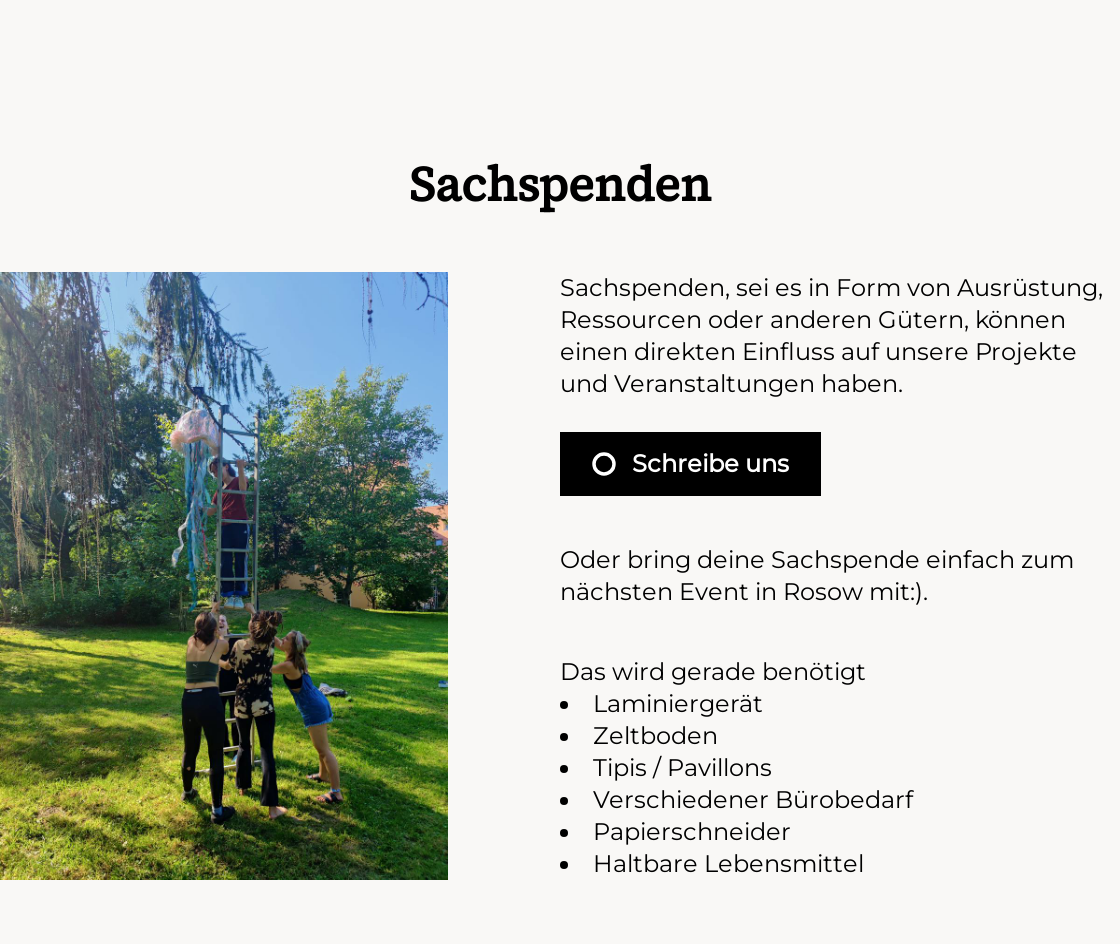 Sachspenden
Sachspenden, sei es in Form von Ausrüstung,
Ressourcen oder anderen Gütern, können
einen direkten Einfluss auf unsere Projekte
und Veranstaltungen haben.
Schreibe uns
Oder bring deine Sachspende einfach zum
nächsten Event in Rosow mit:).
Das wird gerade benötigt
• Laminiergerät
• Zeltboden
• Tipis / Pavillons
• Verschiedener Bürobedarf
• Papierschneider
• Haltbare Lebensmittel